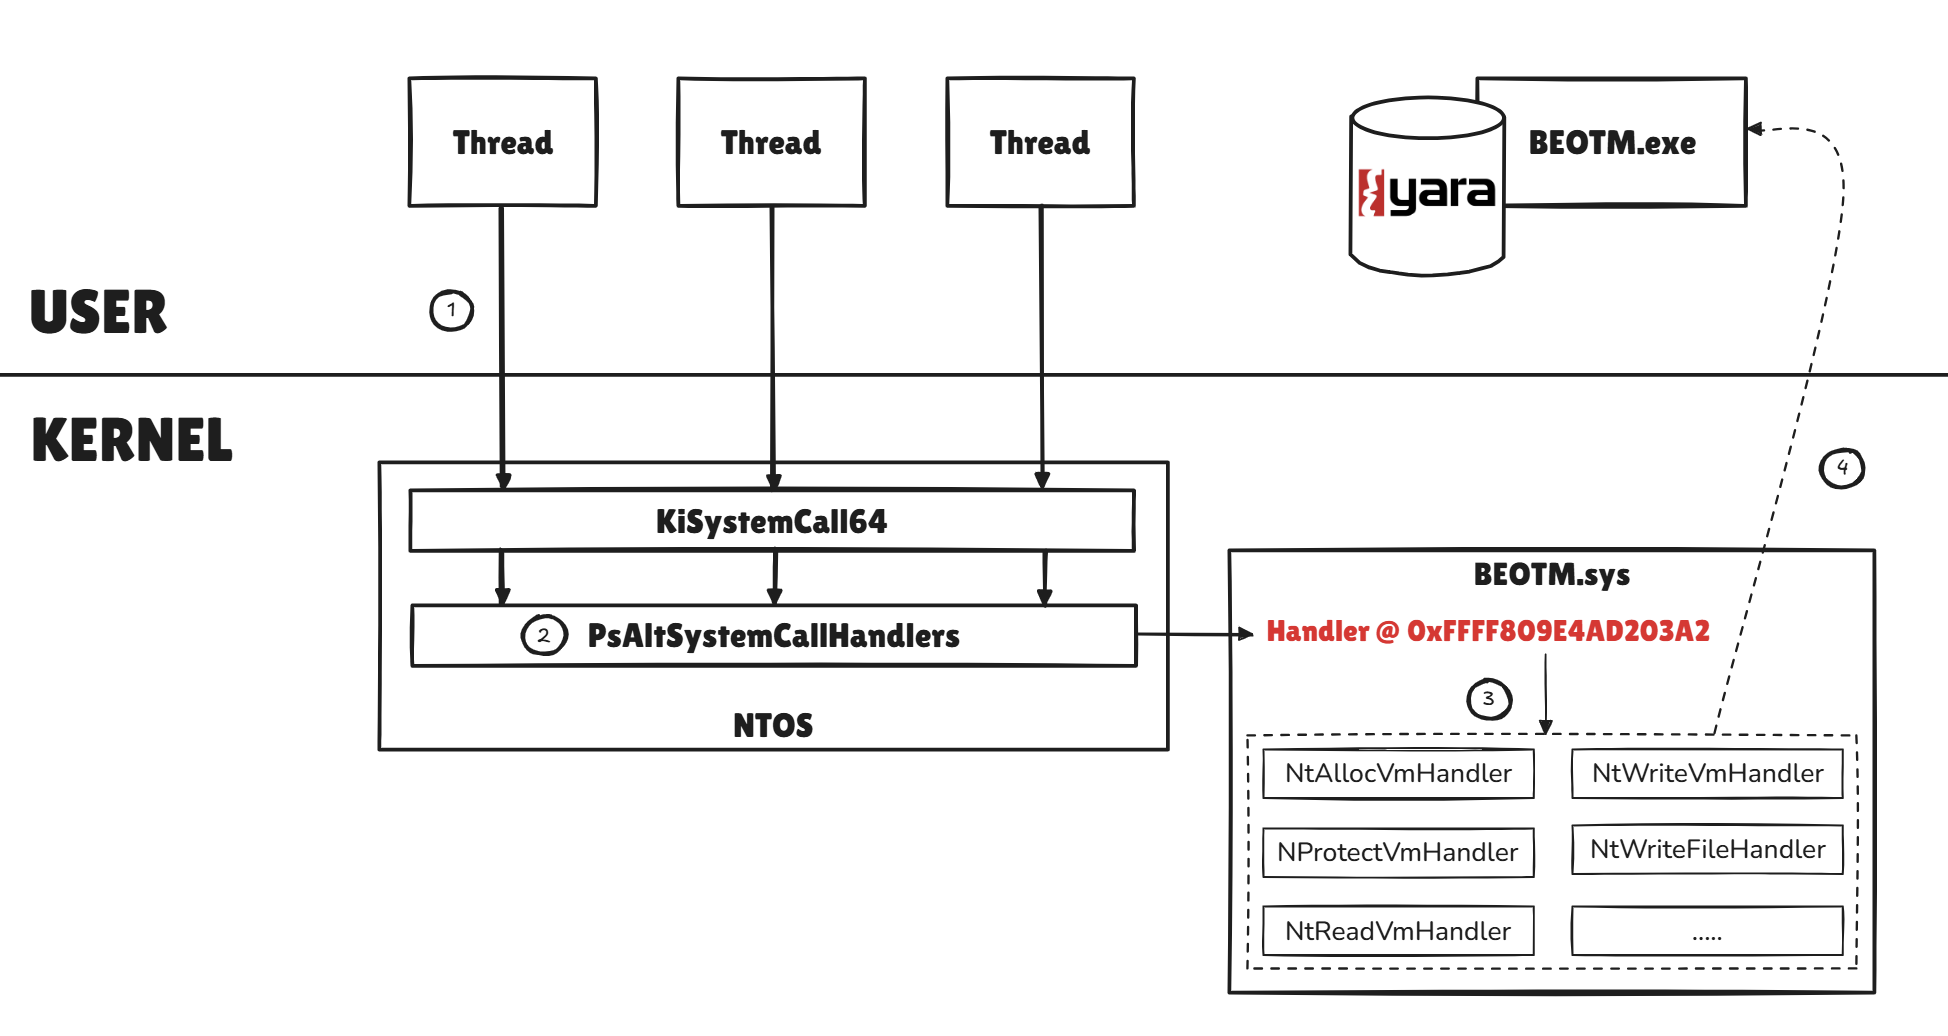 Thread
Thread
Thread
BEOTM.exe
yara
USER
1
KERNEL
4
KiSystemCall64
BEOTM.sys
2
PsAltSystemCallHandlers
Handler @ 0xFFFF809E4AD203A2
3
NTOS
NtAllocVmHandler
NtWriteVmHandler
NProtectVmHandler
NtWriteFileHandler
NtReadVmHandler
.....